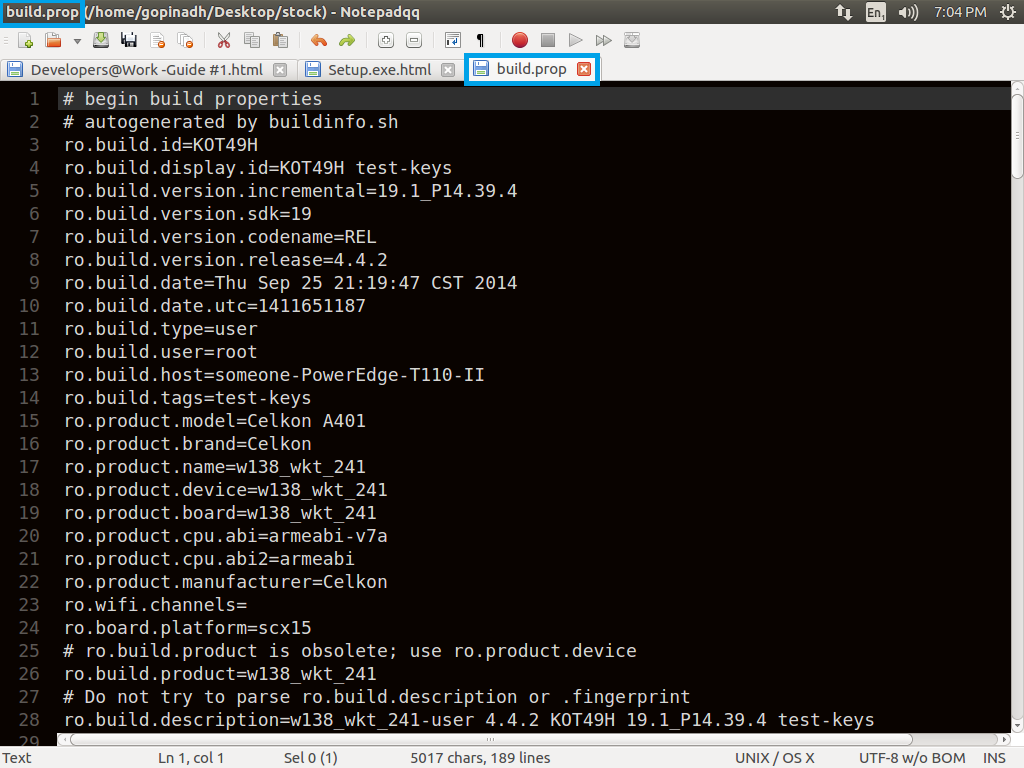 build.prop (/home/gopinadh/Desktop/stock) - Notepadqq
En1
7:04 PM
Developers@Work -Guide #1.html
Setup.exe.html
build.prop
1 # begin build properties
2 # autogenerated by buildinfo.sh
3 ro.build.id=KOT49H
4 ro.build.display.id=KOT49H test-keys
5 ro.build.version.incremental=19.1_P14.39.4
6 ro.build.version.sdk=19
7 ro.build.version.codename=REL
8 ro.build.version.release=4.4.2
9 ro.build.date=Thu Sep 25 21:19:47 CST 2014
10 ro.build.date.utc=1411651187
11 ro.build.type=user
12 ro.build.user=root
13 ro.build.host=someone-PowerEdge-T110-II
14 ro.build.tags=test-keys
15 ro.product.model=Celkon A401
16 ro.product.brand=Celkon
17 ro.product.name=w138_wkt_241
18 ro.product.device=w138_wkt_241
19 ro.product.board=w138_wkt_241
20 ro.product.cpu.abi=armeabi-v7a
21 ro.product.cpu.abi2=armeabi
22 ro.product.manufacturer=Celkon
23 ro.wifi.channels=
24 ro.board.platform=scx15
25 # ro.build.product is obsolete; use ro.product.device
26 ro.build.product=w138_wkt_241
27 # Do not try to parse ro.build.description or .fingerprint
28 ro.build.description=w138_wkt_241-user 4.4.2 KOT49H 19.1_P14.39.4 test-keys
29
Text
Ln 1, col 1
Sel 0 (1)
5017 chars, 189 lines
UNIX / OS X
UTF-8 w/o BOM
INS